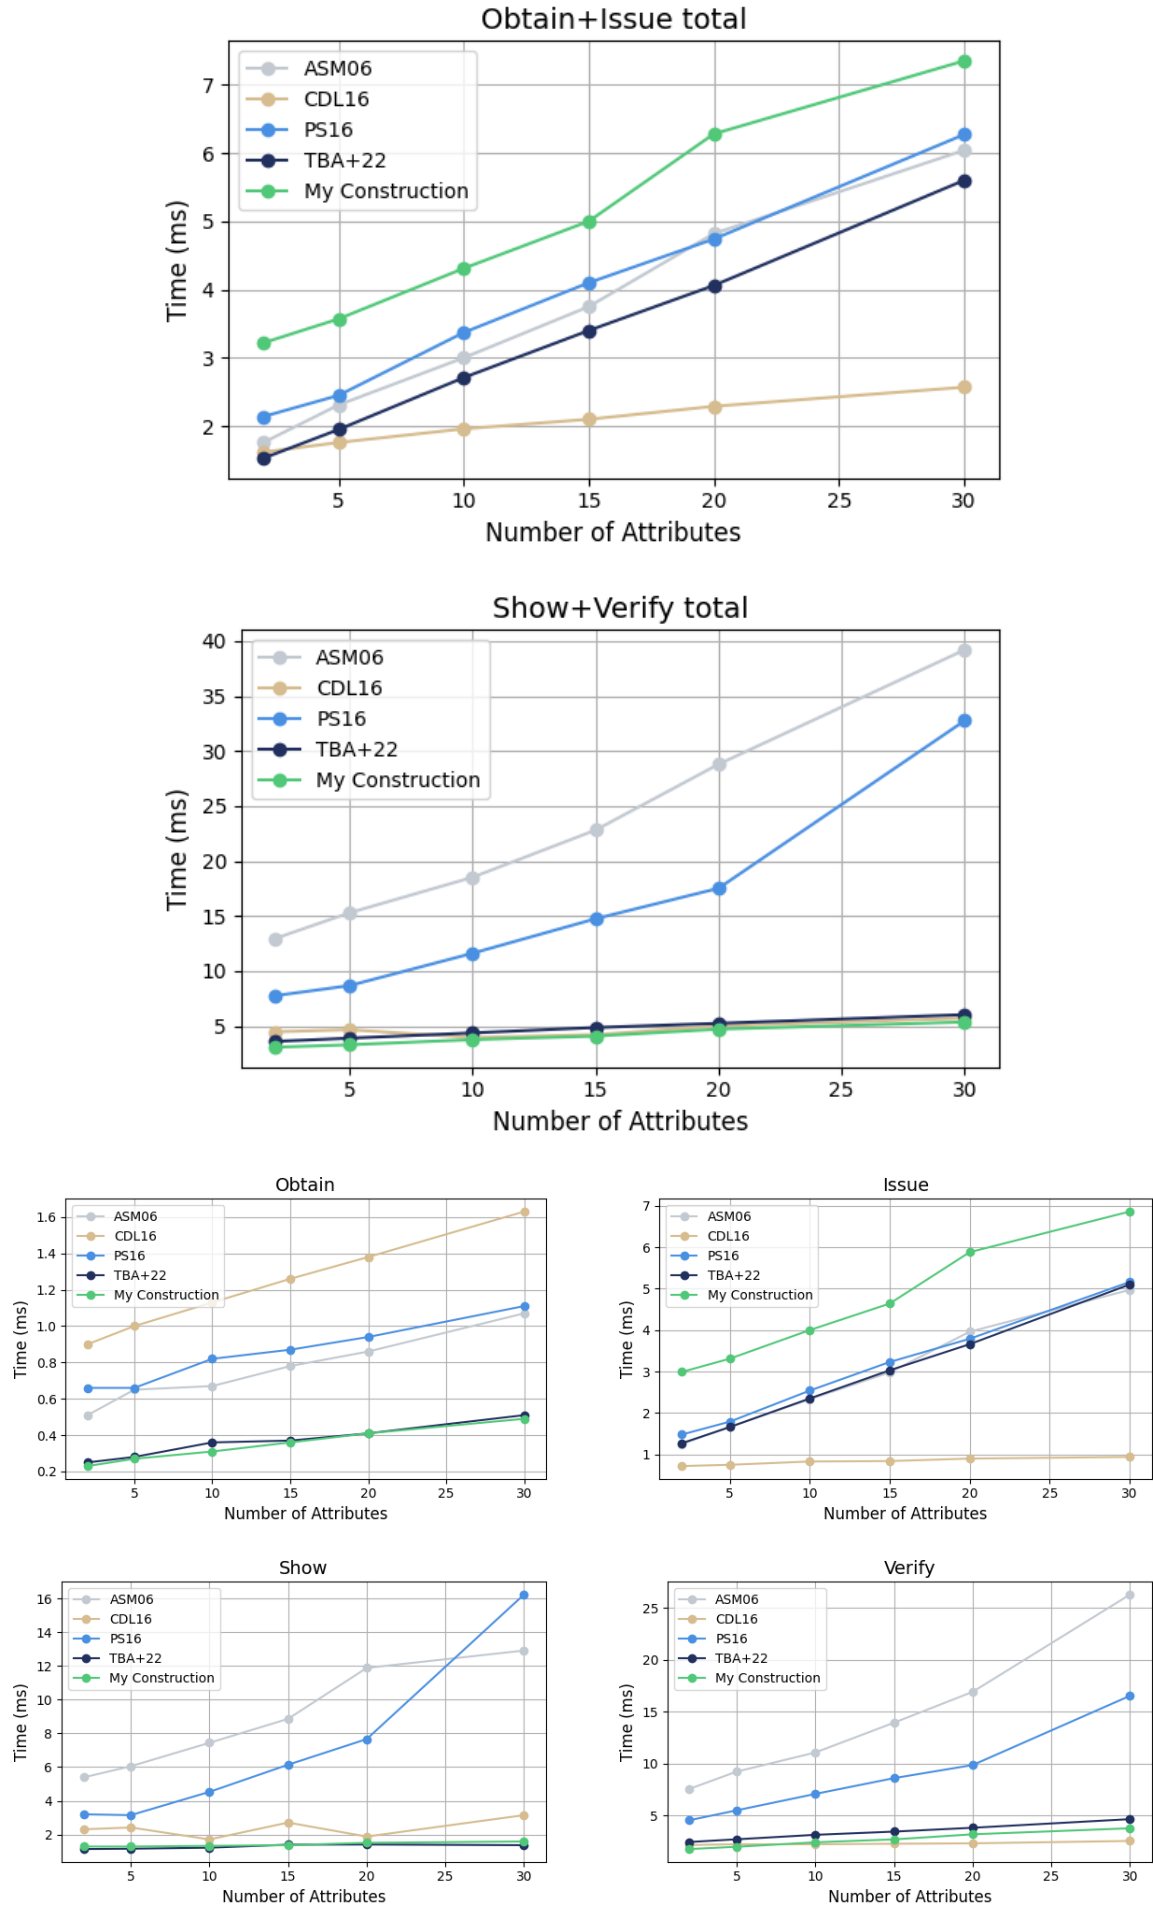 Obtain+Issue total
ASM06
CDL16
PS16
TBA+22
My Construction
7
6
5
4
3
2
Time (ms)
5 10 15 20 25 30
Number of Attributes
Show+Verify total
ASM06
CDL16
PS16
TBA+22
My Construction
40
35
30
25
20
15
10
5
Time (ms)
5 10 15 20 25 30
Number of Attributes
Obtain
ASM06
CDL16
PS16
TBA+22
My Construction
1.6
1.4
1.2
1.0
0.8
0.6
0.4
0.2
Time (ms)
5 10 15 20 25 30
Number of Attributes
Issue
ASM06
CDL16
PS16
TBA+22
My Construction
7
6
5
4
3
2
1
Time (ms)
5 10 15 20 25 30
Number of Attributes
Show
ASM06
CDL16
PS16
TBA+22
My Construction
16
14
12
10
8
6
4
2
Time (ms)
5 10 15 20 25 30
Number of Attributes
Verify
ASM06
CDL16
PS16
TBA+22
My Construction
25
20
15
10
5
Time (ms)
5 10 15 20 25 30
Number of Attributes